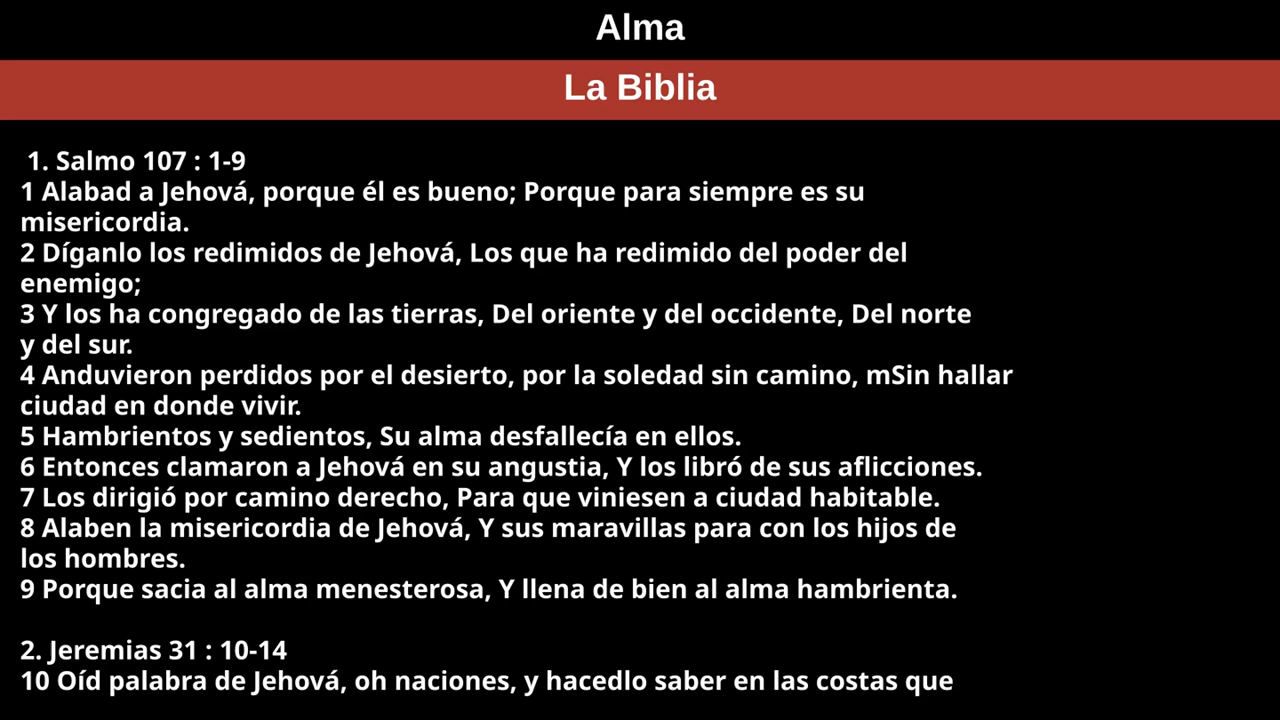 Alma
La Biblia
1. Salmo 107 : 1-9
1 Alabad a Jehová, porque él es bueno; Porque para siempre es su
misericordia.
2 Díganlo los redimidos de Jehová, Los que ha redimido del poder del
enemigo;
3 Y los ha congregado de las tierras, Del oriente y del occidente, Del norte
y del sur.
4 Anduvieron perdidos por el desierto, por la soledad sin camino, mSin hallar
ciudad en donde vivir.
5 Hambrientos y sedientos, Su alma desfallecía en ellos.
6 Entonces clamaron a Jehová en su angustia, Y los libró de sus aflicciones.
7 Los dirigió por camino derecho, Para que viniesen a ciudad habitable.
8 Alaben la misericordia de Jehová, Y sus maravillas para con los hijos de
los hombres.
9 Porque sacia al alma menesterosa, Y llena de bien al alma hambrienta.
2. Jeremias 31 : 10-14
10 Oíd palabra de Jehová, oh naciones, y hacedlo saber en las costas que